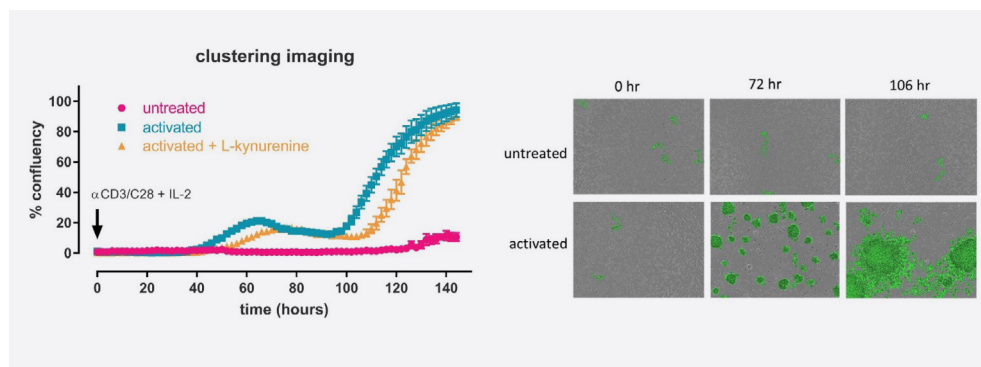 clustering imaging
untreated
activated
activated + L-kynurenine
αCD3/C28 + IL-2
% confluency
100
80
60
40
20
0
0 20 40 60 80 100 120 140
time (hours)
0 hr 72 hr 106 hr
untreated
activated